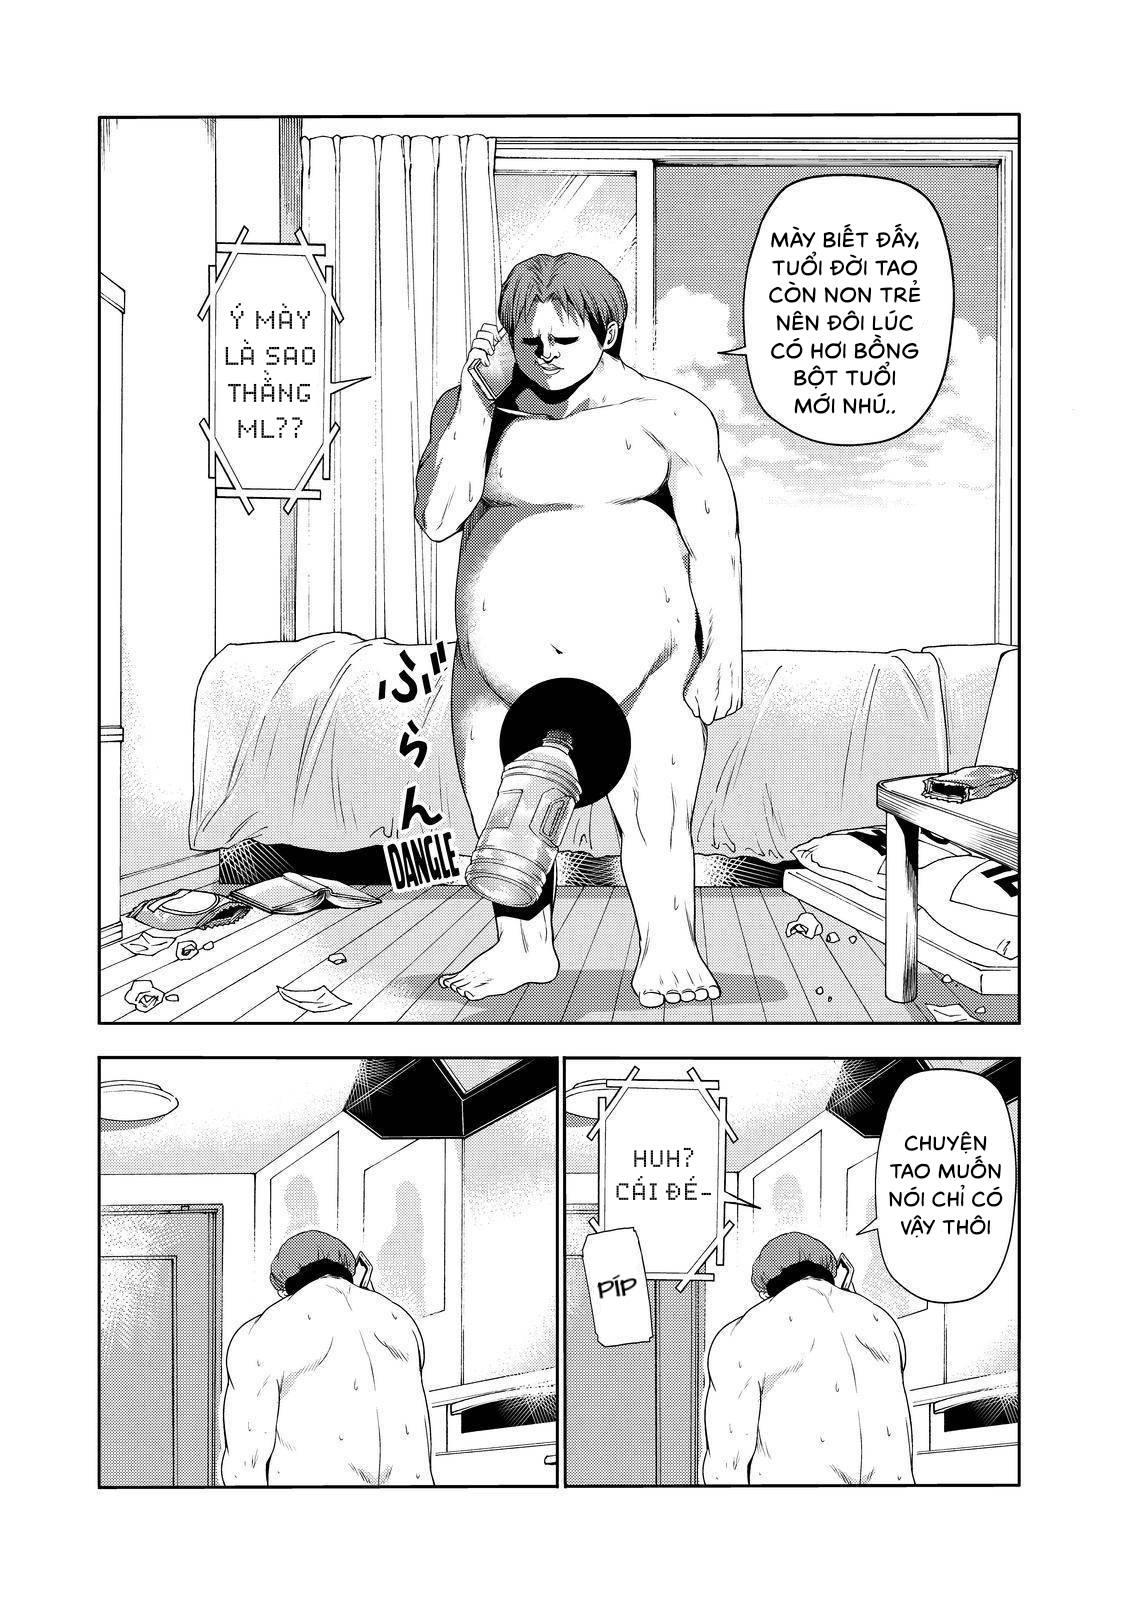 MÀY BIẾT ĐẤY,
TUỔI ĐỜI TAO
CÒN NON TRẺ
NÊN ĐÔI LÚC
CÓ HƠI BỒNG
BỘT TUỔI
MỚI NHÚ..
Ý MÀY
LÀ SAO
THẰNG
ML??
ぶらん
DANGLE
CHUYỆN
TAO MUỐN
NÓI CHỈ CÓ
VẬY THÔI
HUH?
CÁI ĐÉ-
PÍP